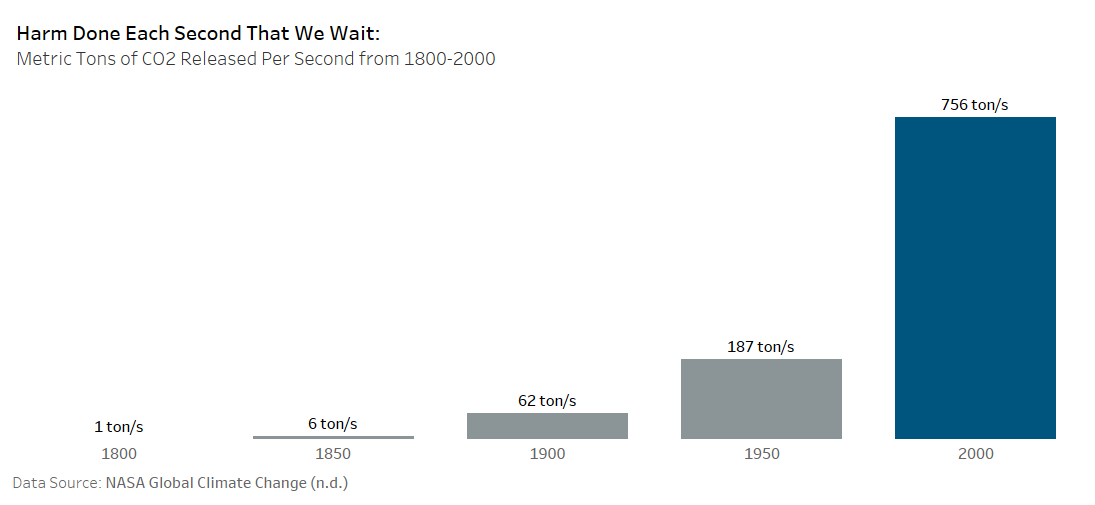 Harm Done Each Second That We Wait:
Metric Tons of CO2 Released Per Second from 1800-2000
756 ton/s
187 ton/s
62 ton/s
6 ton/s
1 ton/s
1800 1850 1900 1950 2000
Data Source: NASA Global Climate Change (n.d.)